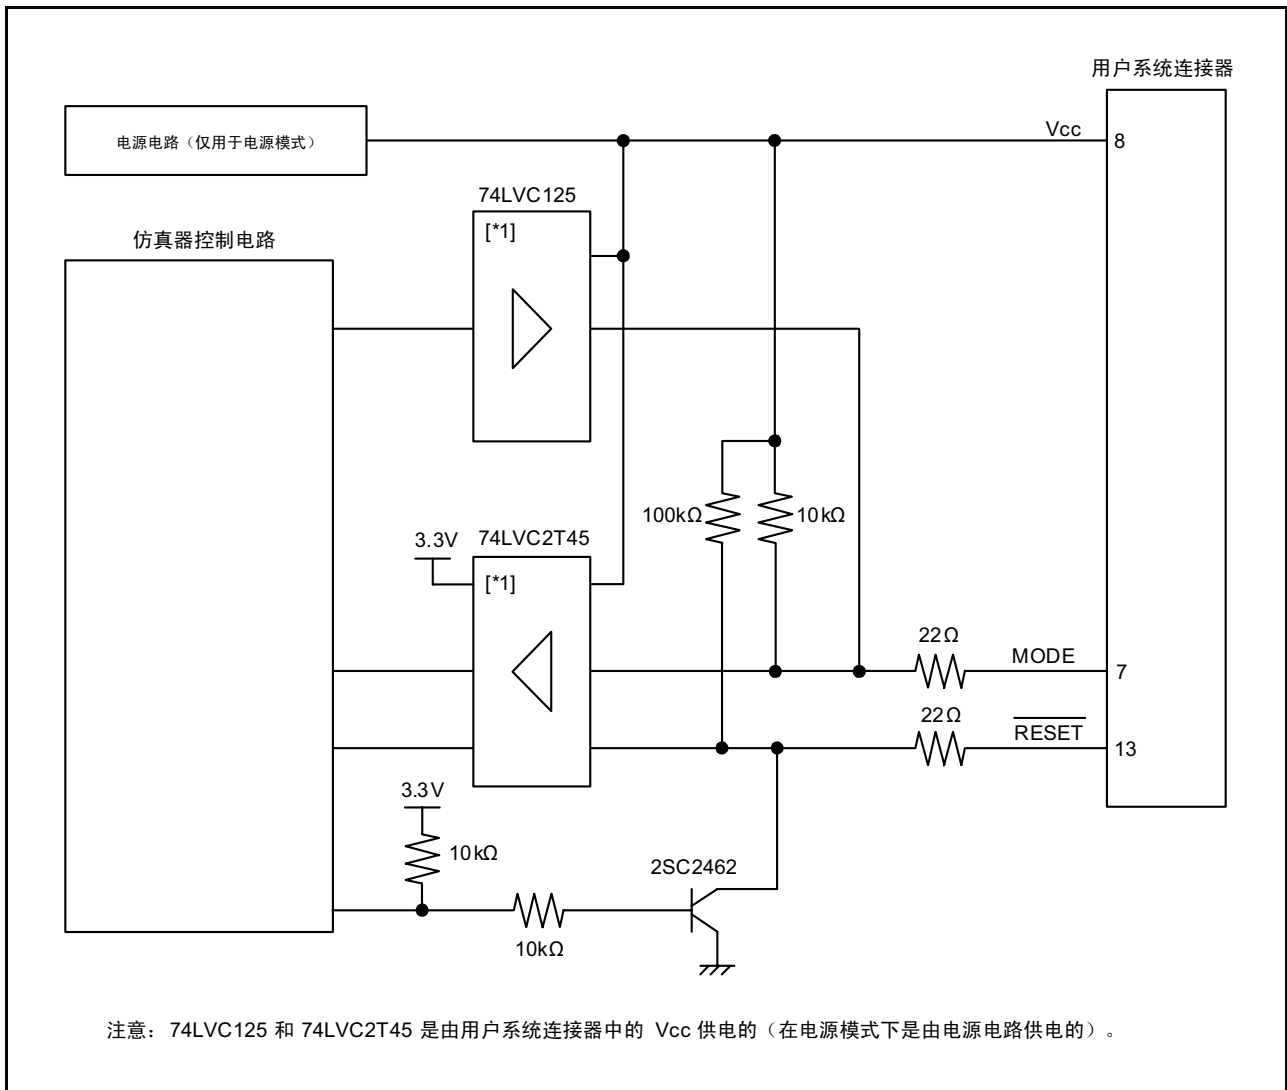 用户系统连接器
电源电路（仅用于电源模式）
Vcc
8
74LVC125
[*1]
仿真器控制电路
100kΩ
10kΩ
3.3V
74LVC2T45
[*1]
22Ω
MODE
7
22Ω
RESET
13
3.3V
10kΩ
2SC2462
10kΩ
注意：74LVC125 和 74LVC2T45 是由用户系统连接器中的 Vcc 供电的（在电源模式下是由电源电路供电的）。